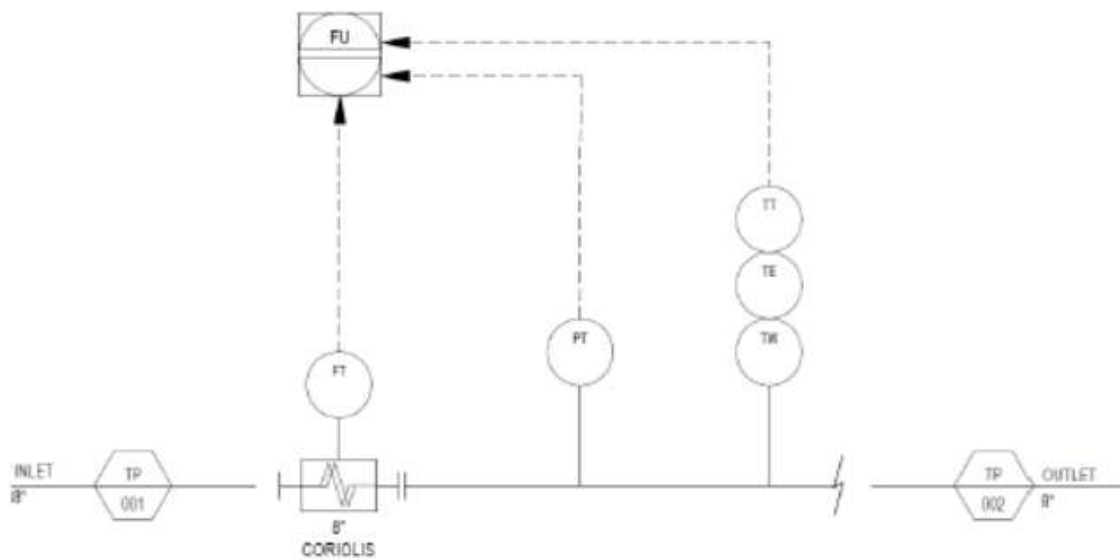 FU
TT
TE
TW
PT
FT
INLET
8"
TP
001
8"
CORIOLIS
TP
002
OUTLET
8"